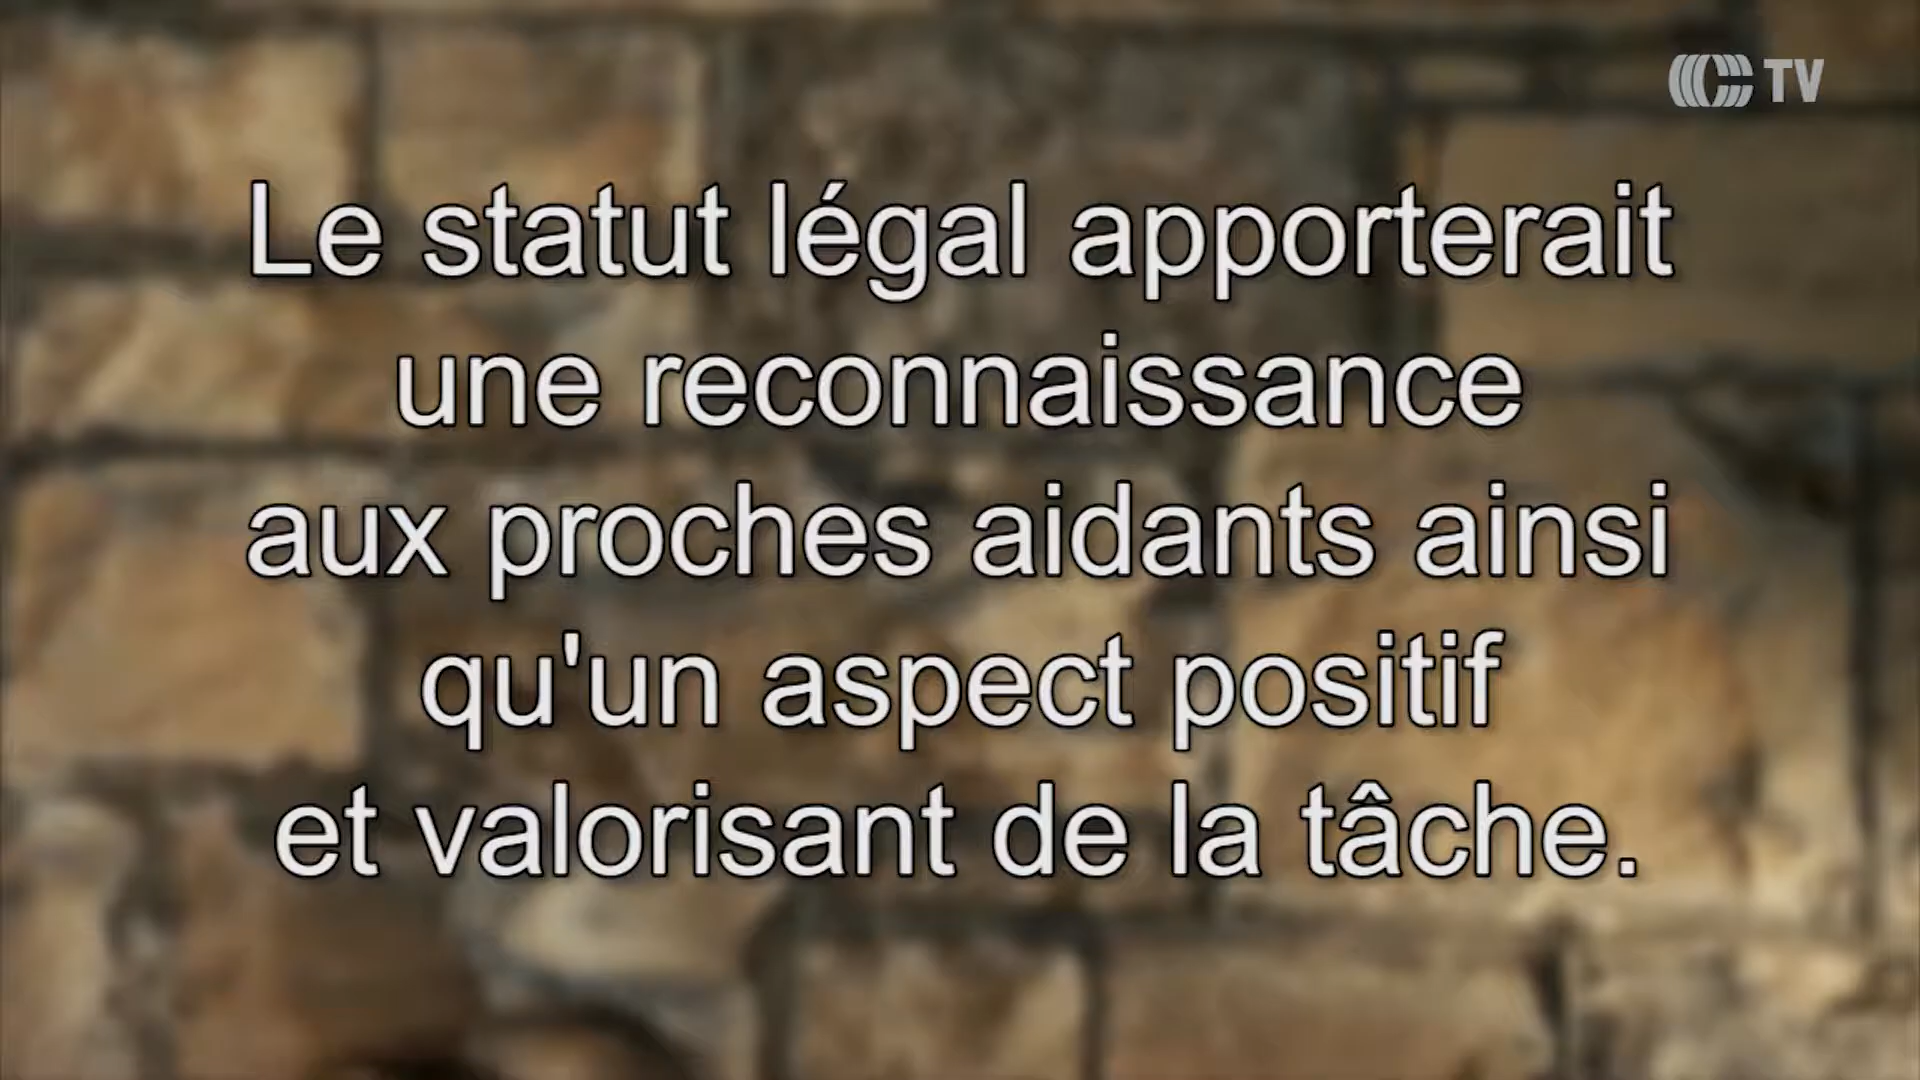 TV
Le statut légal apporterait
une reconnaissance
aux proches aidants ainsi
qu'un aspect positif
et valorisant de la tâche.